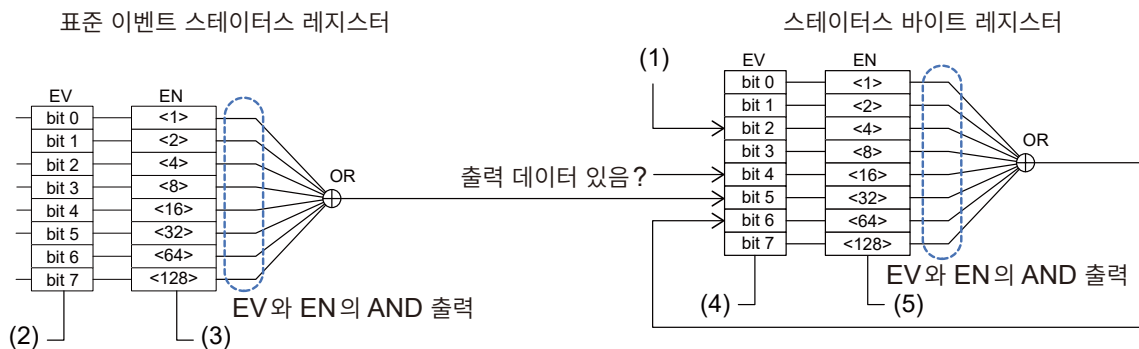 표준 이벤트 스테이터스 레지스터
EV
EN
bit 0
<1>
bit 1
<2>
bit 2
<4>
bit 3
<8>
bit 4
<16>
bit 5
<32>
bit 6
<64>
bit 7
<128>
OR
EV와 EN의 AND 출력
(2)
(3)
출력 데이터 있음?
스테이터스 바이트 레지스터
(1)
EV
EN
bit 0
<1>
bit 1
<2>
bit 2
<4>
bit 3
<8>
bit 4
<16>
bit 5
<32>
bit 6
<64>
bit 7
<128>
OR
EV와 EN의 AND 출력
(4)
(5)